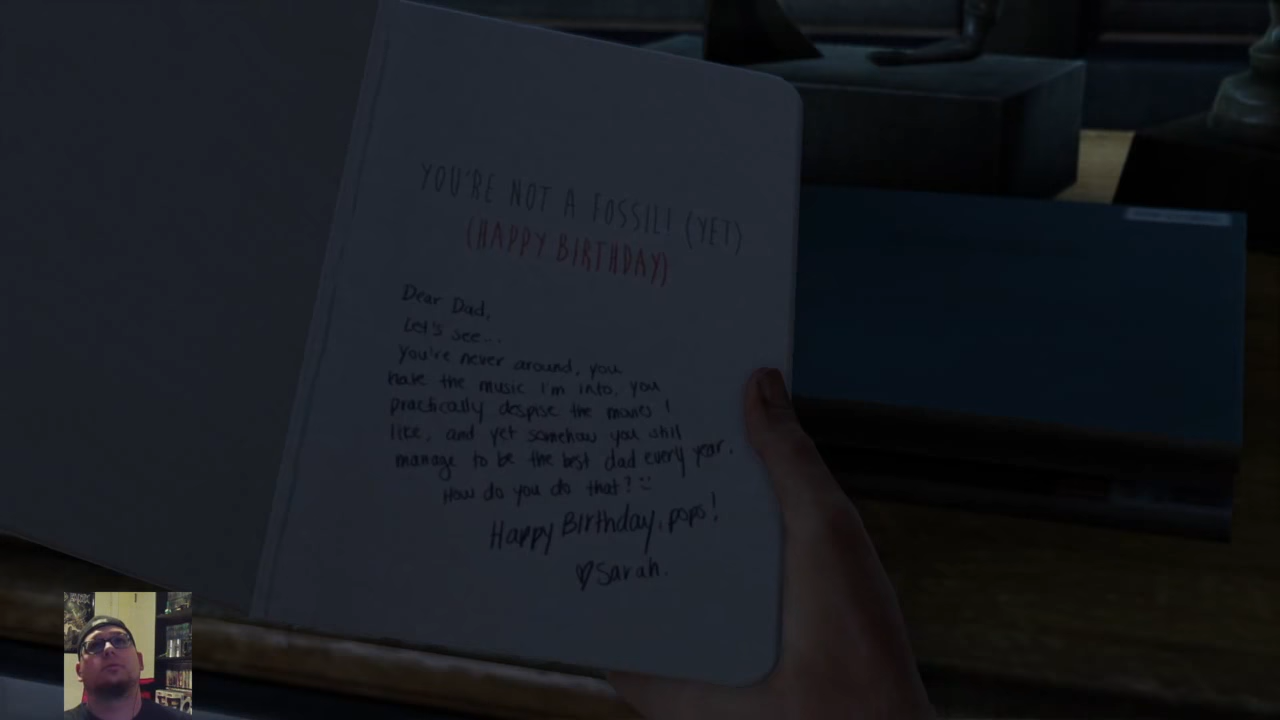 YOU'RE NOT A FOSSIL! (YET)
(HAPPY BIRTHDAY)
Dear Dad,
Let's see...
You're never around, you
hate the music I'm into, you
practically despise the movies I
like, and yet somehow you still
manage to be the best dad every year.
How do you do that? :)
Happy Birthday, pops!
♡ Sarah.